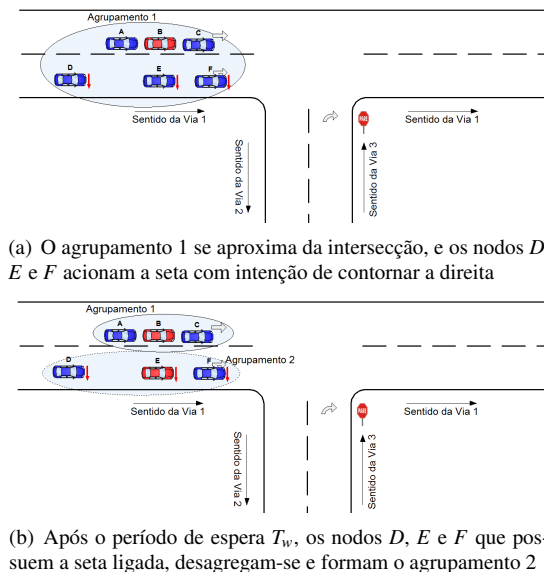 Agrupamento 1
A B C
D E F
Sentido da Via 1
Sentido da Via 2
PARE
Sentido da Via 3
Sentido da Via 1
(a) O agrupamento 1 se aproxima da intersecção, e os nodos D,
E e F acionam a seta com intenção de contornar a direita
Agrupamento 1
A B C
D E F Agrupamento 2
Sentido da Via 1
Sentido da Via 2
PARE
Sentido da Via 3
Sentido da Via 1
(b) Após o período de espera Tw, os nodos D, E e F que pos-
suem a seta ligada, desagregam-se e formam o agrupamento 2